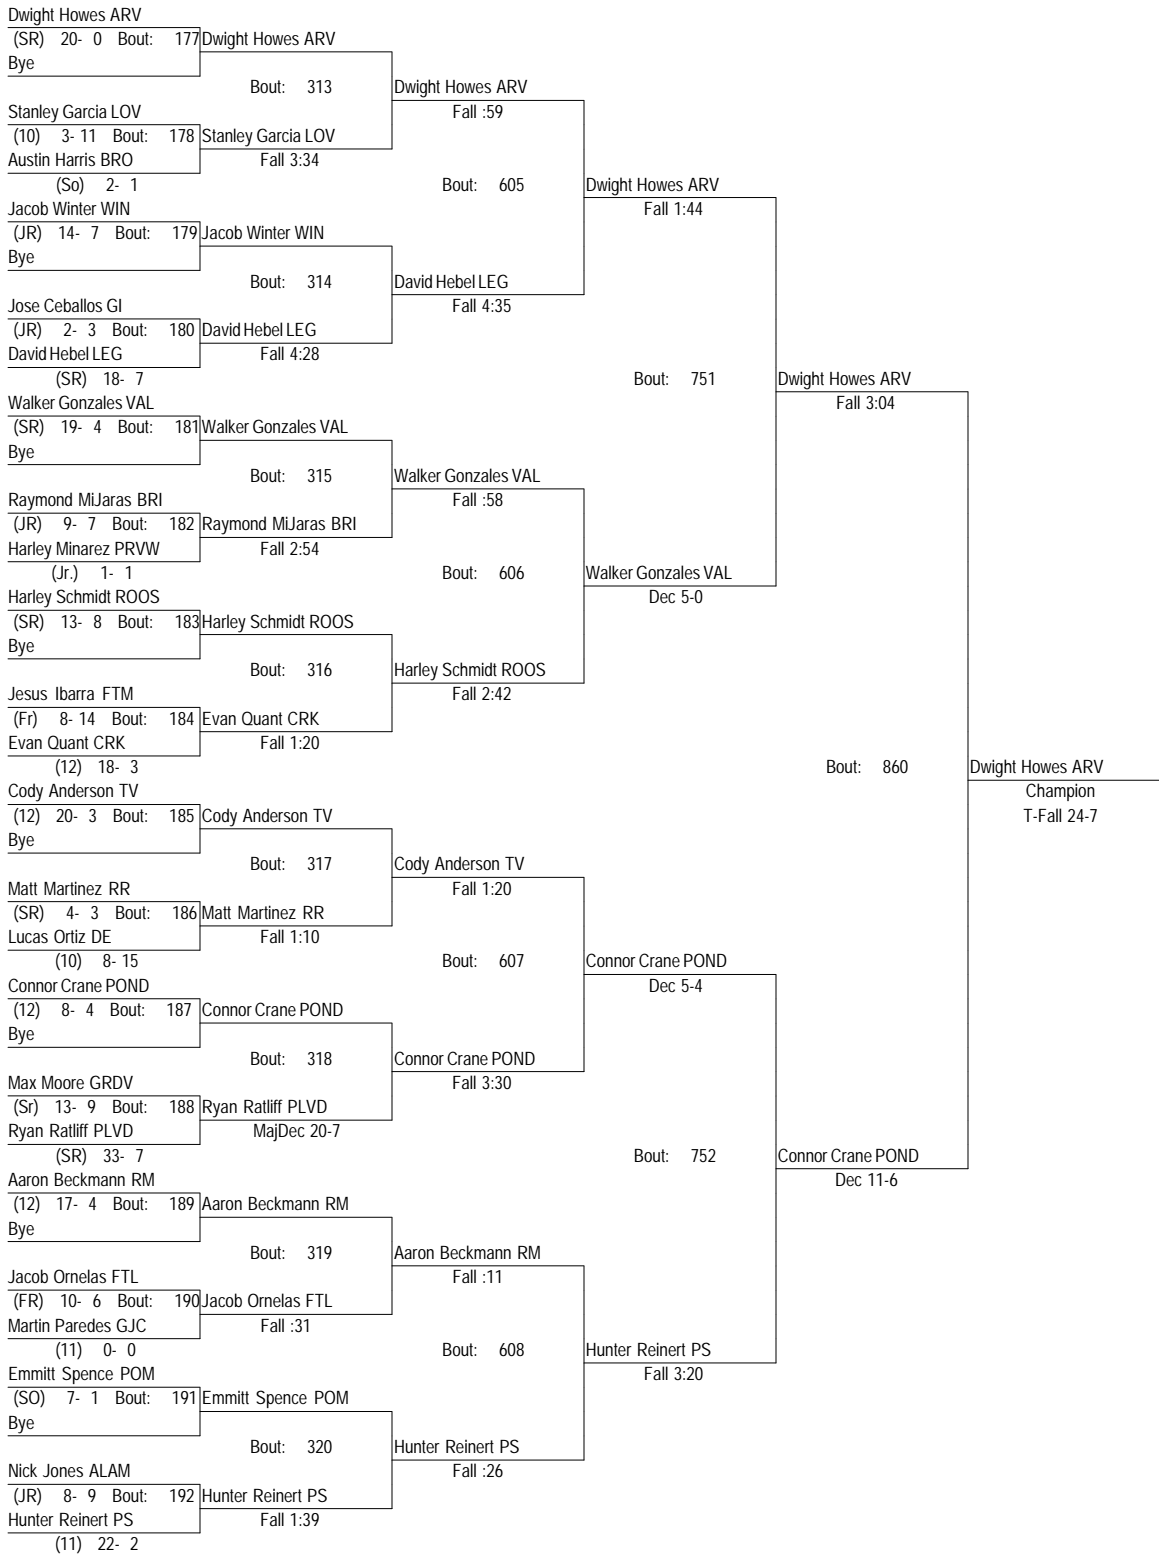 Dwight Howes ARV
(SR) 20- 0 Bout: 177 Dwight Howes ARV
Bye
Bout: 313 Dwight Howes ARV
Stanley Garcia LOV Fall :59
(10) 3- 11 Bout: 178 Stanley Garcia LOV
Austin Harris BRO Fall 3:34
(So) 2- 1 Bout: 605 Dwight Howes ARV
Jacob Winter WIN Fall 1:44
(JR) 14- 7 Bout: 179 Jacob Winter WIN
Bye
Bout: 314 David Hebel LEG
Jose Ceballos GI Fall 4:35
(JR) 2- 3 Bout: 180 David Hebel LEG
David Hebel LEG Fall 4:28
(SR) 18- 7 Bout: 751 Dwight Howes ARV
Walker Gonzales VAL Fall 3:04
(SR) 19- 4 Bout: 181 Walker Gonzales VAL
Bye
Bout: 315 Walker Gonzales VAL
Raymond MiJaras BRI Fall :58
(JR) 9- 7 Bout: 182 Raymond MiJaras BRI
Harley Minarez PRVW Fall 2:54
(Jr.) 1- 1 Bout: 606 Walker Gonzales VAL
Harley Schmidt ROOS Dec 5-0
(SR) 13- 8 Bout: 183 Harley Schmidt ROOS
Bye
Bout: 316 Harley Schmidt ROOS
Jesus Ibarra FTM Fall 2:42
(Fr) 8- 14 Bout: 184 Evan Quant CRK
Evan Quant CRK Fall 1:20
(12) 18- 3 Bout: 860 Dwight Howes ARV
Cody Anderson TV Champion
(12) 20- 3 Bout: 185 Cody Anderson TV T-Fall 24-7
Bye
Bout: 317 Cody Anderson TV
Matt Martinez RR Fall 1:20
(SR) 4- 3 Bout: 186 Matt Martinez RR
Lucas Ortiz DE Fall 1:10
(10) 8- 15 Bout: 607 Connor Crane POND
Connor Crane POND Dec 5-4
(12) 8- 4 Bout: 187 Connor Crane POND
Bye
Bout: 318 Connor Crane POND
Max Moore GRDV Fall 3:30
(Sr) 13- 9 Bout: 188 Ryan Ratliff PLVD
Ryan Ratliff PLVD MajDec 20-7
(SR) 33- 7 Bout: 752 Connor Crane POND
Aaron Beckmann RM Dec 11-6
(12) 17- 4 Bout: 189 Aaron Beckmann RM
Bye
Bout: 319 Aaron Beckmann RM
Jacob Ornelas FTL Fall :11
(FR) 10- 6 Bout: 190 Jacob Ornelas FTL
Martin Paredes GJC Fall :31
(11) 0- 0 Bout: 608 Hunter Reinert PS
Emmitt Spence POM Fall 3:20
(SO) 7- 1 Bout: 191 Emmitt Spence POM
Bye
Bout: 320 Hunter Reinert PS
Nick Jones ALAM Fall :26
(JR) 8- 9 Bout: 192 Hunter Reinert PS
Hunter Reinert PS Fall 1:39
(11) 22- 2